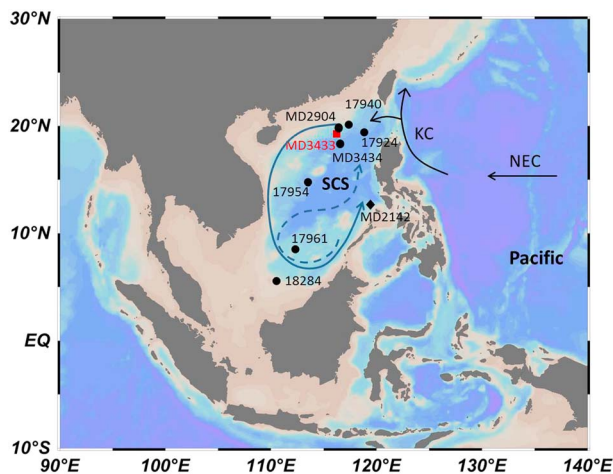 30°N
17940
MD2904
KC
20°N
MD3433
17924
MD3434
NEC
SCS
17954
MD2142
10°N
17961
Pacific
18284
EQ
10°S
90°E
100°E
110°E
120°E
130°E
140°E